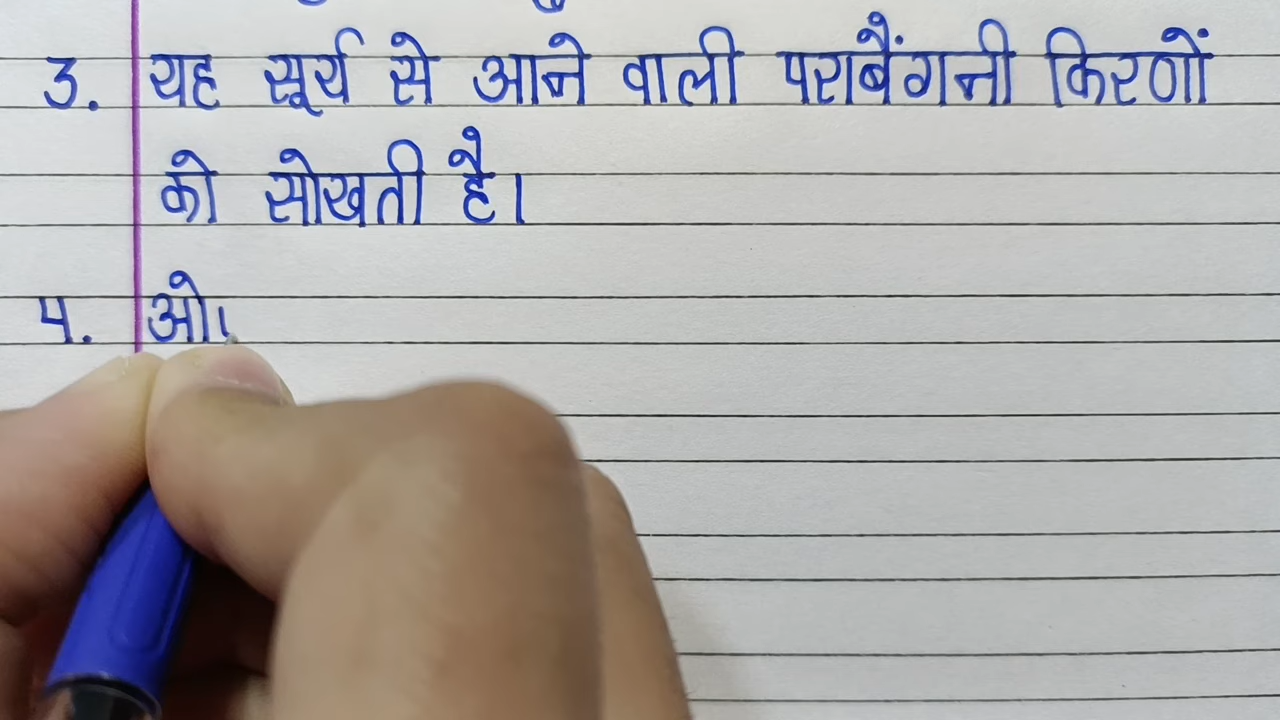 3. यह सूर्य से आने वाली पराबैंगनी किरणों
को सोखती है।
4. ओ